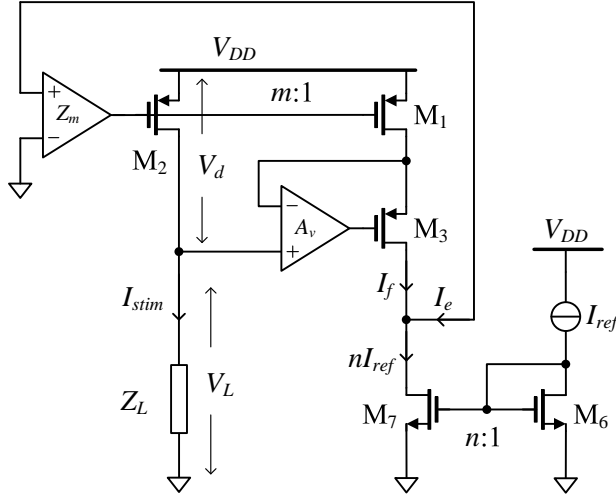 V_DD
m:1
+
Z_m
−
M_2
M_1
V_d
−
A_v
+
M_3
V_DD
I_stim
I_f
I_e
I_ref
V_L
nI_ref
Z_L
M_7
n:1
M_6